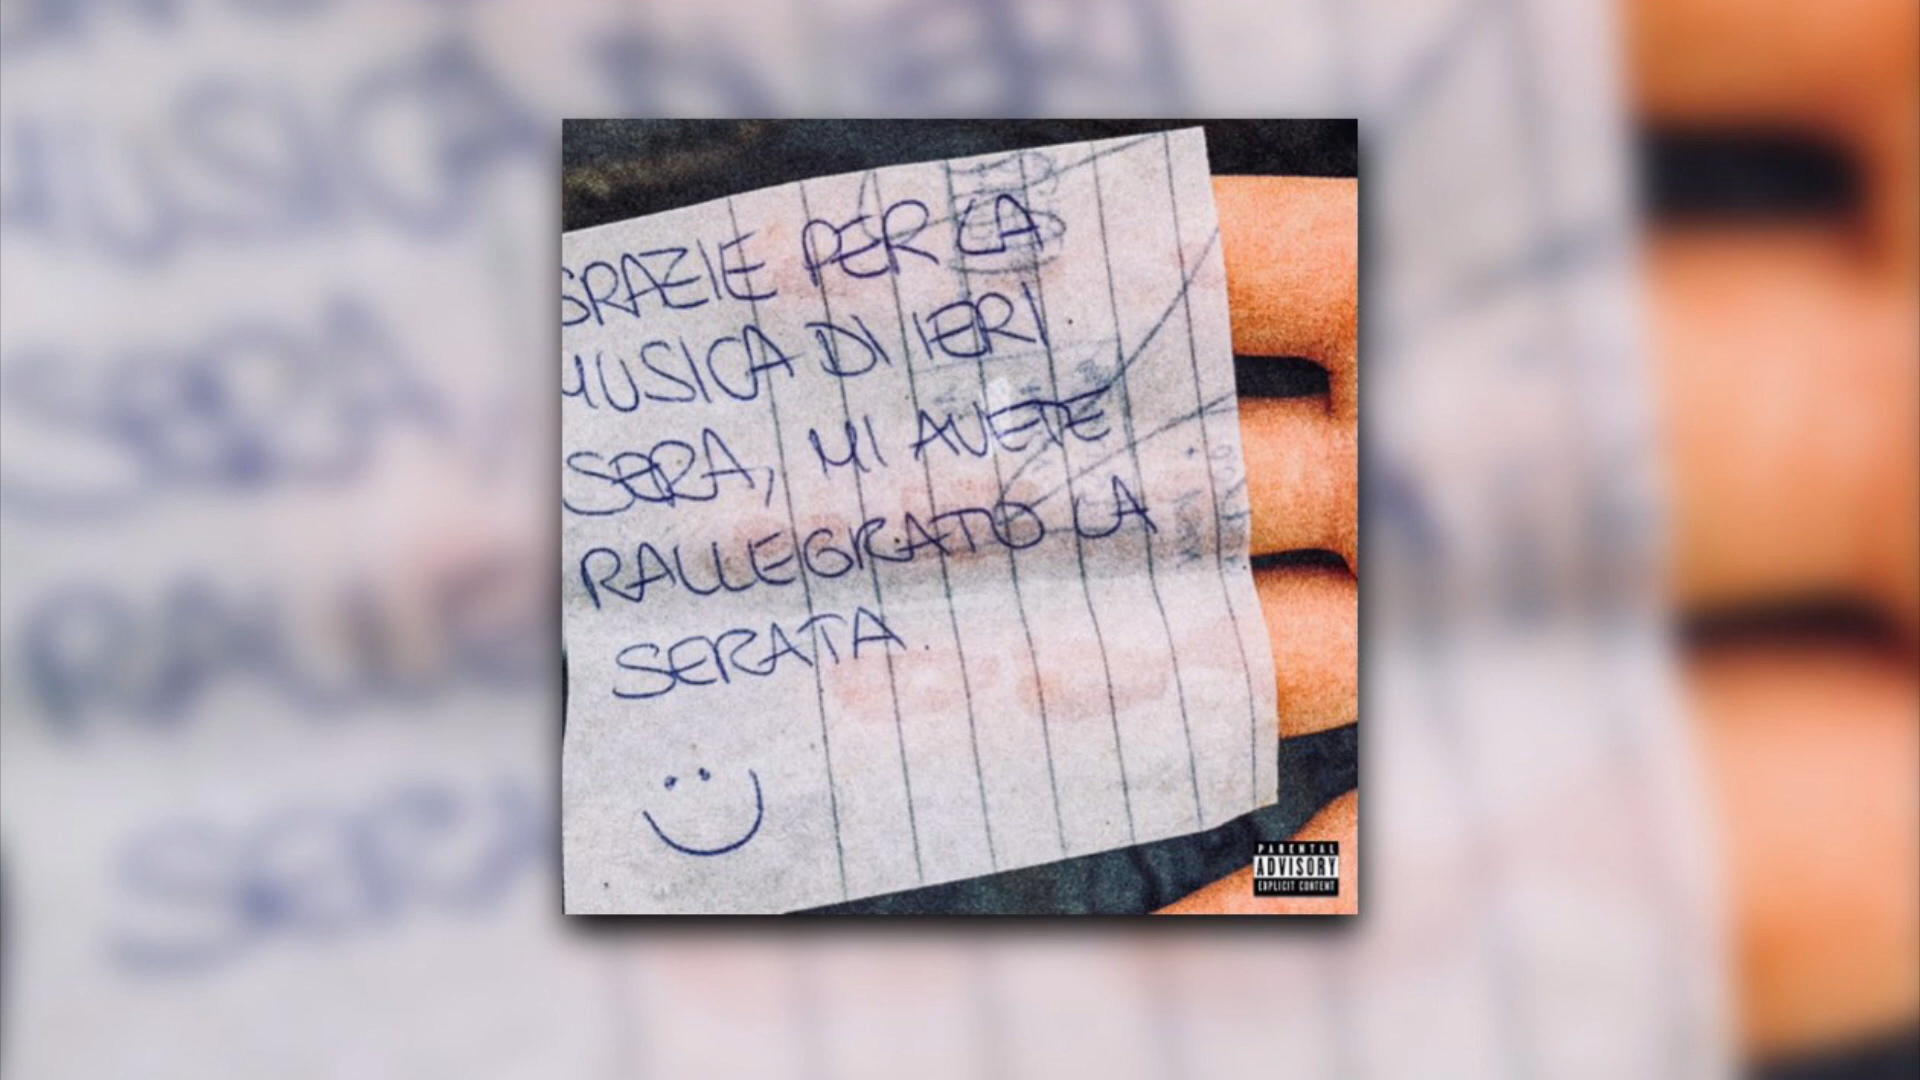 GRAZIE PER LA
MUSICA DI IERI
SERA, MI AVETE
RALLEGRATO LA
SERATA.
PARENTAL
ADVISORY
EXPLICIT CONTENT